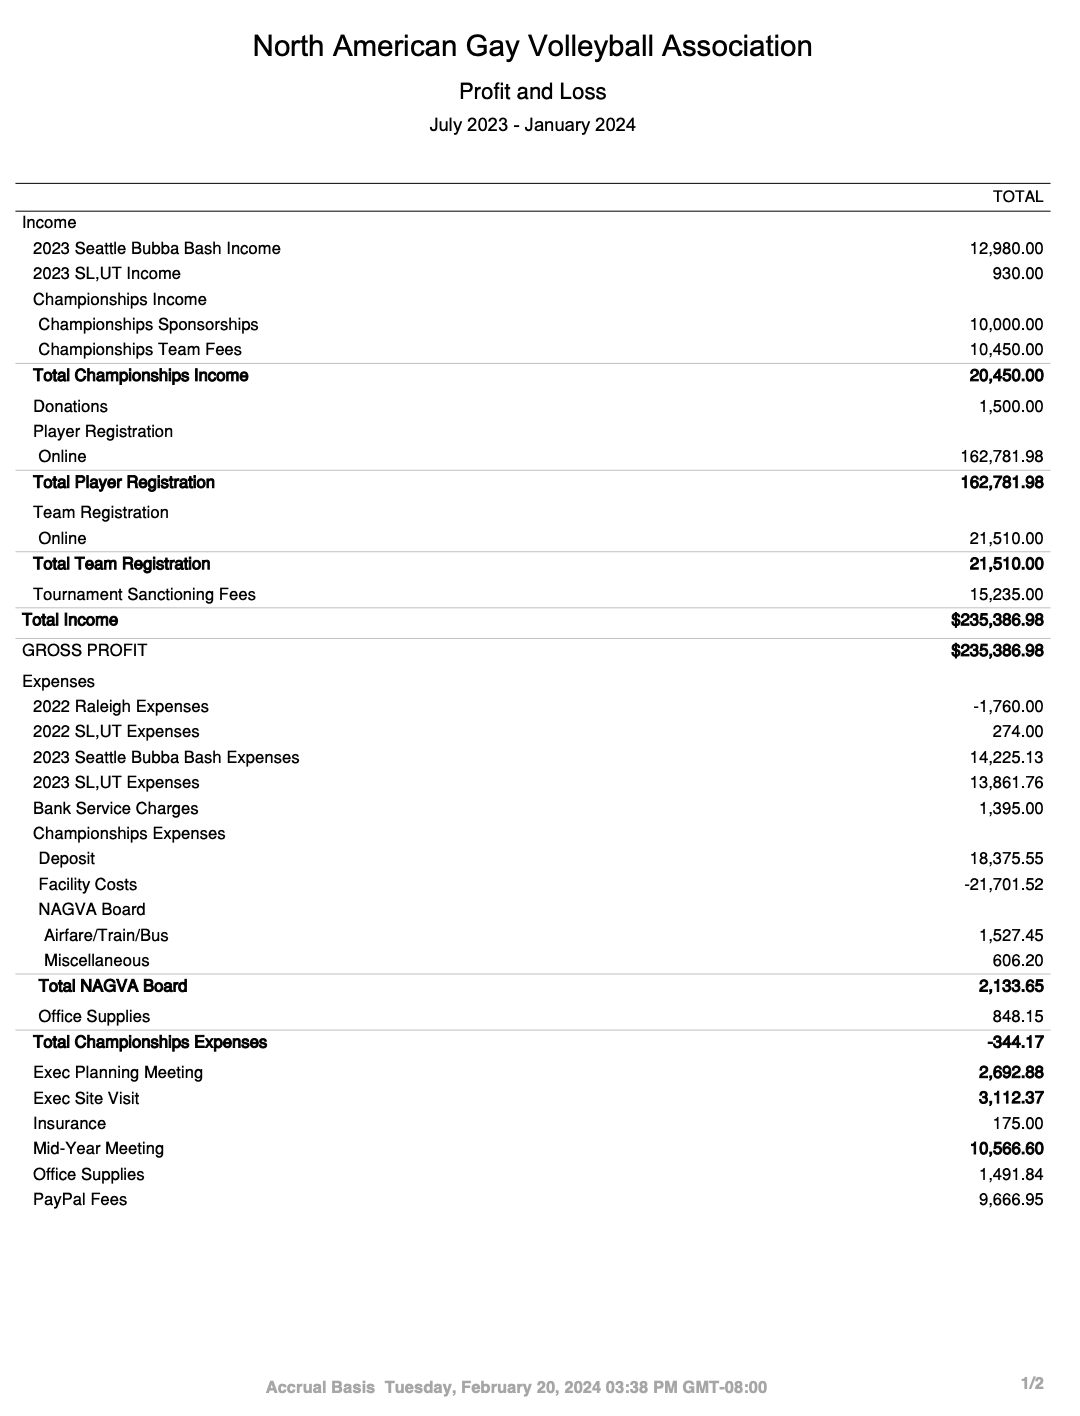 North American Gay Volleyball Association
Profit and Loss
July 2023 - January 2024
TOTAL
Income
2023 Seattle Bubba Bash Income 12,980.00
2023 SL,UT Income 930.00
Championships Income
Championships Sponsorships 10,000.00
Championships Team Fees 10,450.00
Total Championships Income 20,450.00
Donations 1,500.00
Player Registration
Online 162,781.98
Total Player Registration 162,781.98
Team Registration
Online 21,510.00
Total Team Registration 21,510.00
Tournament Sanctioning Fees 15,235.00
Total Income $235,386.98
GROSS PROFIT $235,386.98
Expenses
2022 Raleigh Expenses -1,760.00
2022 SL,UT Expenses 274.00
2023 Seattle Bubba Bash Expenses 14,225.13
2023 SL,UT Expenses 13,861.76
Bank Service Charges 1,395.00
Championships Expenses
Deposit 18,375.55
Facility Costs -21,701.52
NAGVA Board
Airfare/Train/Bus 1,527.45
Miscellaneous 606.20
Total NAGVA Board 2,133.65
Office Supplies 848.15
Total Championships Expenses -344.17
Exec Planning Meeting 2,692.88
Exec Site Visit 3,112.37
Insurance 175.00
Mid-Year Meeting 10,566.60
Office Supplies 1,491.84
PayPal Fees 9,666.95
Accrual Basis Tuesday, February 20, 2024 03:38 PM GMT-08:00 1/2